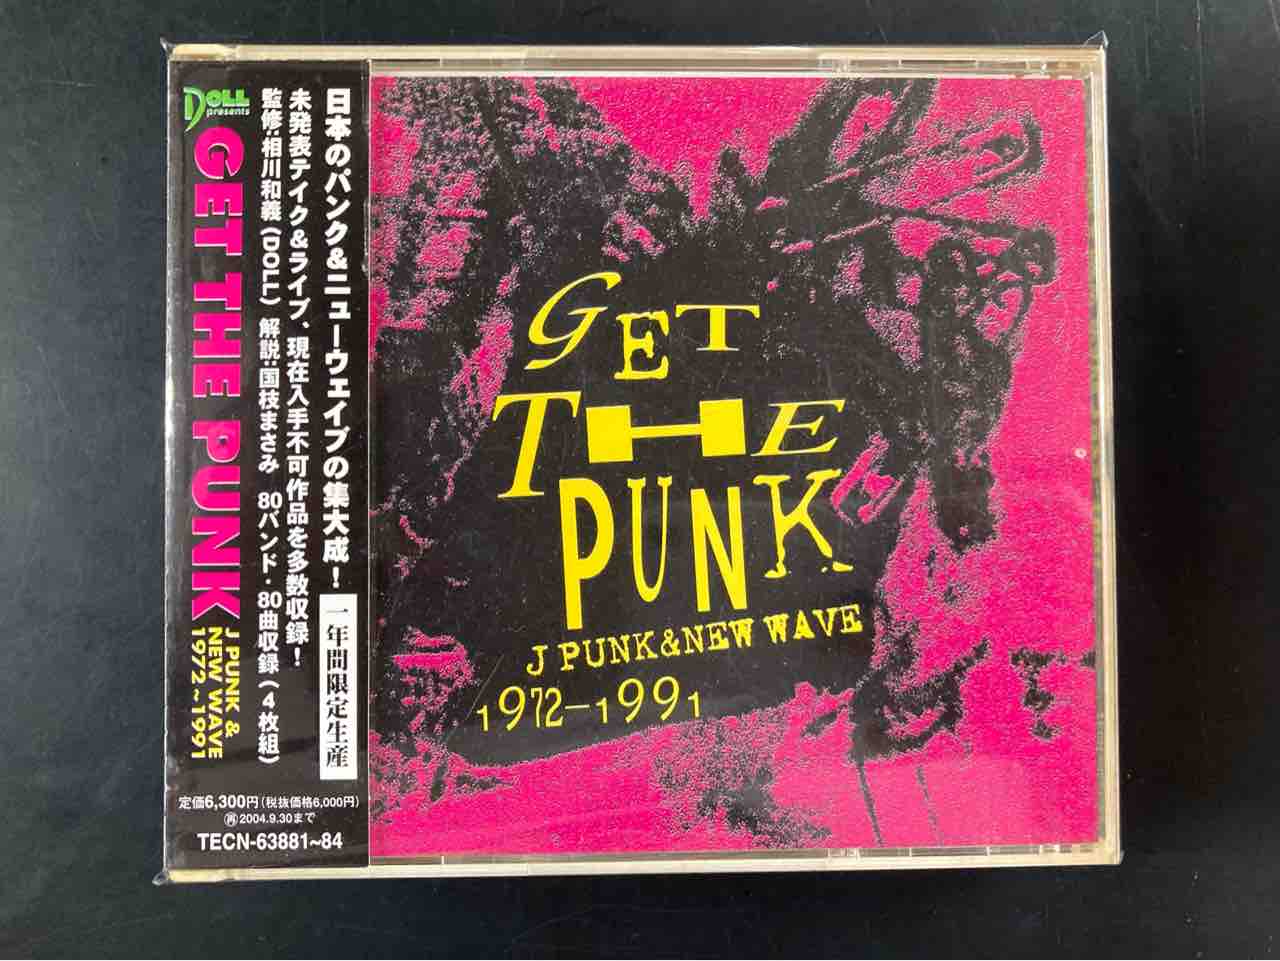 日本のパンク&ニューウェイブの集大成！
一年間限定生産
未発表テイク&ライブ、現在入手不可作品を多数収録！
監修:相川和義(DOLL) 解説:国枝まさみ 80バンド・80曲収録(4枚組)
DOLL
presents
GET THE PUNK
J PUNK &
NEW WAVE
1972~1991
定価6,300円(税抜価格6,000円)
再2004.9.30まで
TECN-63881~84
GET
THE
PUNK
J PUNK&NEW WAVE
1972-1991